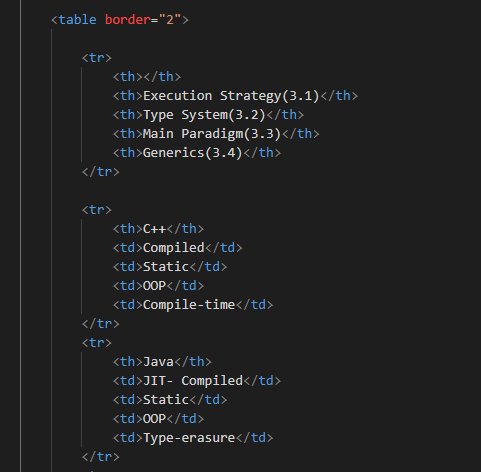 <table border="2">
<tr>
<th></th>
<th>Execution Strategy(3.1)</th>
<th>Type System(3.2)</th>
<th>Main Paradigm(3.3)</th>
<th>Generics(3.4)</th>
</tr>
<tr>
<th>C++</th>
<td>Compiled</td>
<td>Static</td>
<td>OOP</td>
<td>Compile-time</td>
</tr>
<tr>
<th>Java</th>
<td>JIT- Compiled</td>
<td>Static</td>
<td>OOP</td>
<td>Type-erasure</td>
</tr>